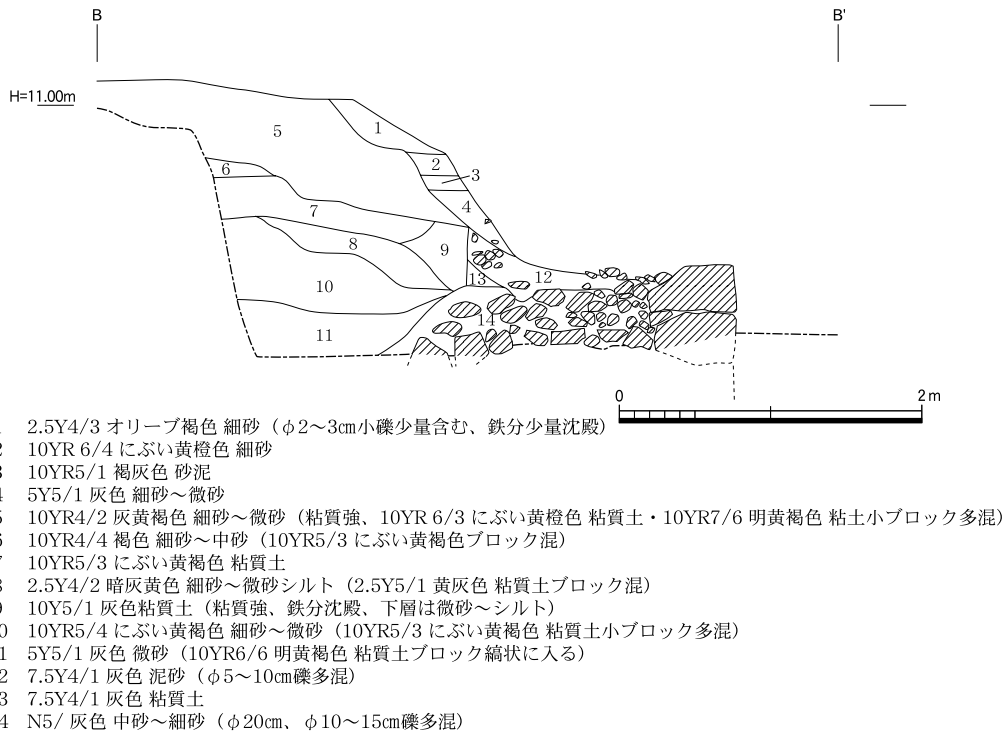 B B'
H=11.00m
5
1
2
3
6
4
7
8
9
12
13
10
14
11
0 2 m
2.5Y4/3 オリーブ褐色 細砂（φ2～3㎝小礫少量含む、鉄分少量沈殿）
10YR 6/4 にぶい黄橙色 細砂
10YR5/1 褐灰色 砂泥
5Y5/1 灰色 細砂～微砂
10YR4/2 灰黄褐色 細砂～微砂（粘質強、10YR 6/3 にぶい黄橙色 粘質土・10YR7/6 明黄褐色 粘土小ブロック多混）
10YR4/4 褐色 細砂～中砂（10YR5/3 にぶい黄褐色ブロック混）
10YR5/3 にぶい黄褐色 粘質土
2.5Y4/2 暗灰黄色 細砂～微砂シルト（2.5Y5/1 黄灰色 粘質土ブロック混）
10Y5/1 灰色粘質土（粘質強、鉄分沈殿、下層は微砂～シルト）
0 10YR5/4 にぶい黄褐色 細砂～微砂（10YR5/3 にぶい黄褐色 粘質土小ブロック多混）
1 5Y5/1 灰色 微砂（10YR6/6 明黄褐色 粘質土ブロック縞状に入る）
2 7.5Y4/1 灰色 泥砂（φ5～10㎝礫多混）
3 7.5Y4/1 灰色 粘質土
4 N5/ 灰色 中砂～細砂（φ20㎝、φ10～15㎝礫多混）